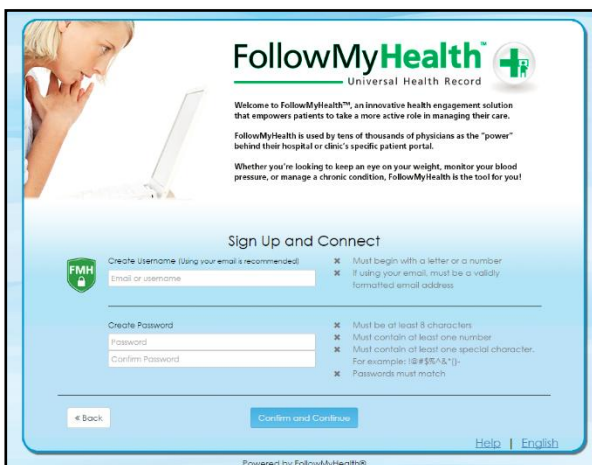 FollowMyHealth™
Universal Health Record
Welcome to FollowMyHealth™, an innovative health engagement solution
that empowers patients to take a more active role in managing their care.
FollowMyHealth is used by tens of thousands of physicians as the "power"
behind their hospital or clinic's specific patient portal.
Whether you're looking to keep an eye on your weight, monitor your blood
pressure, or manage a chronic condition, FollowMyHealth is the tool for you!
Sign Up and Connect
FMH
Create Username (Using your email is recommended)
Email or username
✖ Must begin with a letter or a number
✖ If using your email, must be a validly
formatted email address
Create Password
Password
Confirm Password
✖ Must be at least 8 characters
✖ Must contain at least one number
✖ Must contain at least one special character.
For example: !@#$%^&*()-
✖ Passwords must match
« Back
Confirm and Continue
Help | English
Powered by FollowMyHealth®